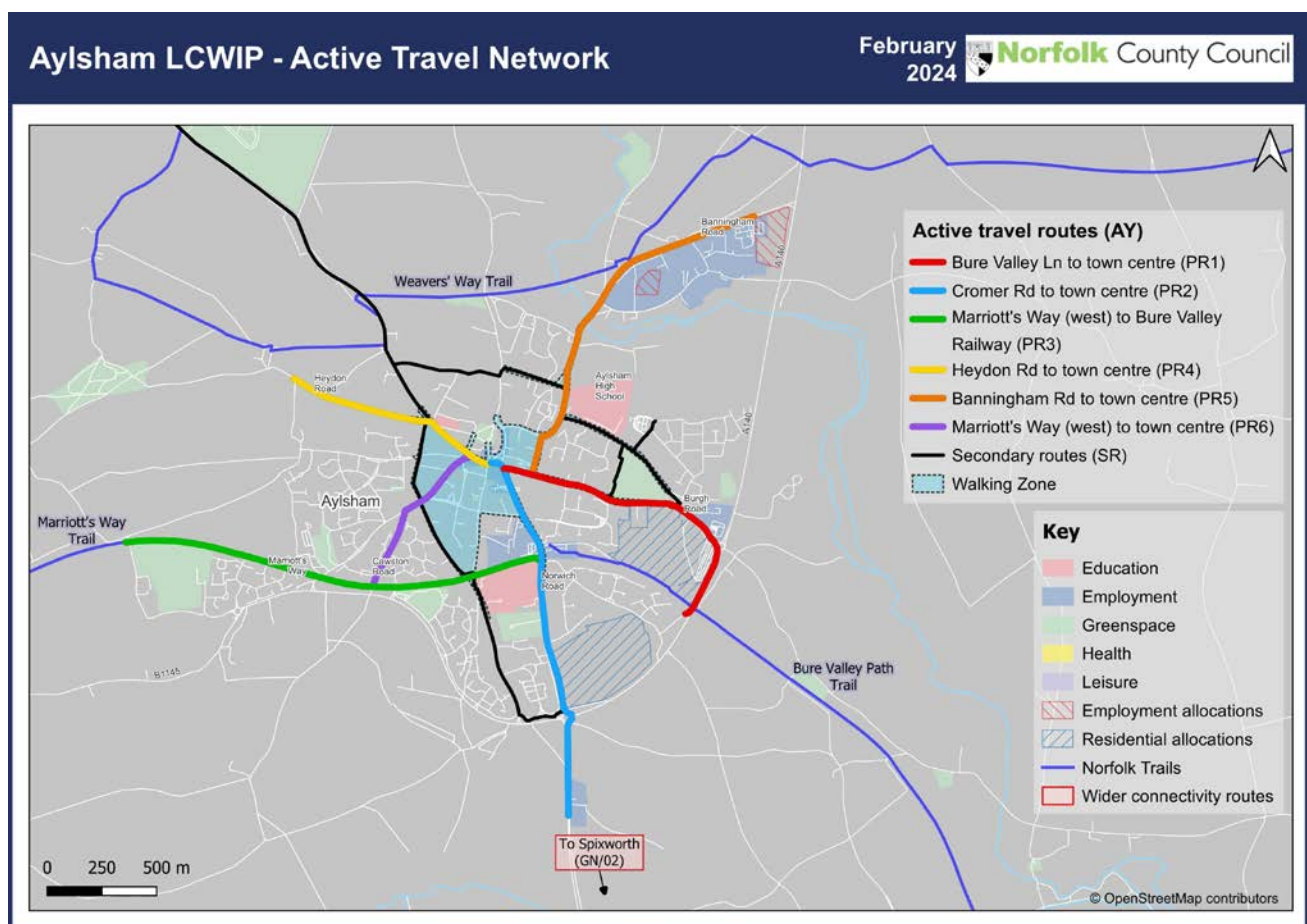 Aylsham LCWIP - Active Travel Network
February
2024
Norfolk County Council
Banningham
Road
A140
Weavers' Way Trail
Heydon
Road
Aylsham
High
School
A140
Aylsham
Burgh
Road
Marriott's Way
Trail
Marriott's
Way
Cawston
Road
Norwich
Road
B1145
Bure Valley Path
Trail
To Spixworth
(GN/02)
0 250 500 m
Active travel routes (AY)
Bure Valley Ln to town centre (PR1)
Cromer Rd to town centre (PR2)
Marriott's Way (west) to Bure Valley
Railway (PR3)
Heydon Rd to town centre (PR4)
Banningham Rd to town centre (PR5)
Marriott's Way (west) to town centre (PR6)
Secondary routes (SR)
Walking Zone
Key
Education
Employment
Greenspace
Health
Leisure
Employment allocations
Residential allocations
Norfolk Trails
Wider connectivity routes
© OpenStreetMap contributors